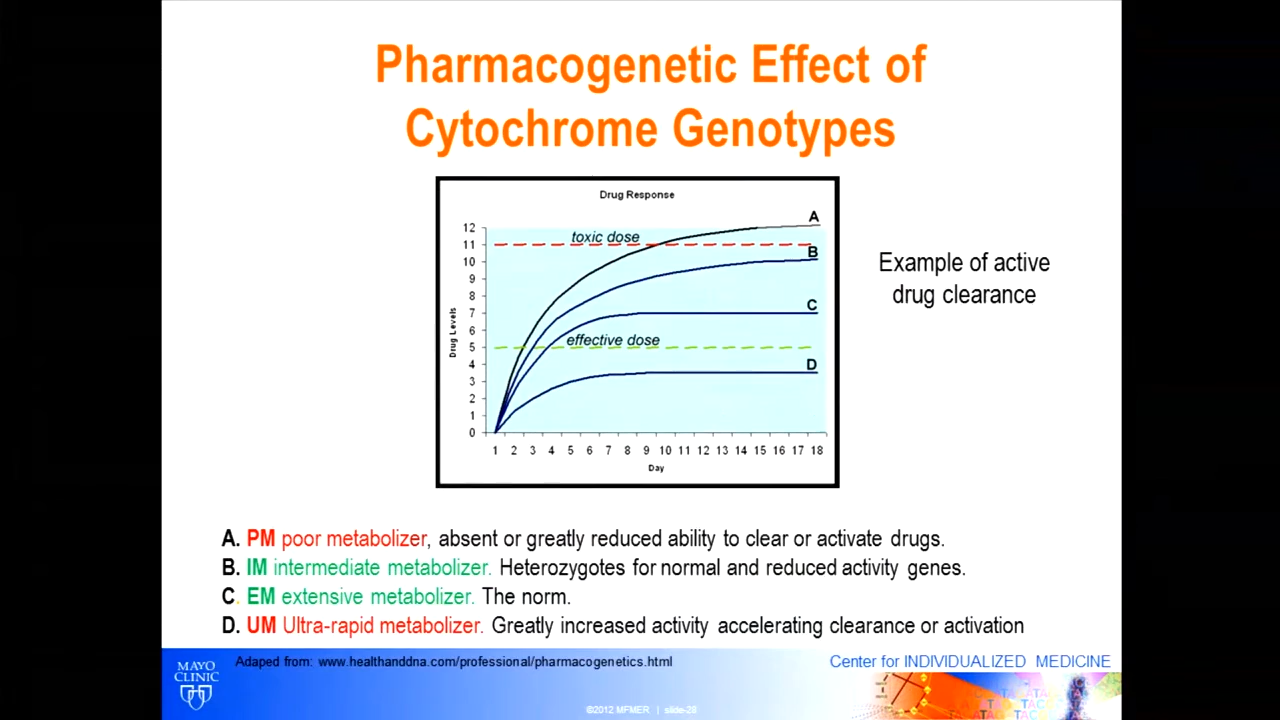 Pharmacogenetic Effect of
Cytochrome Genotypes
Drug Response
12
11
10
9
8
7
6
5
4
3
2
1
0
Drug Levels
toxic dose
effective dose
A
B
C
D
1 2 3 4 5 6 7 8 9 10 11 12 13 14 15 16 17 18
Day
Example of active
drug clearance
A. PM poor metabolizer, absent or greatly reduced ability to clear or activate drugs.
B. IM intermediate metabolizer. Heterozygotes for normal and reduced activity genes.
C. EM extensive metabolizer. The norm.
D. UM Ultra-rapid metabolizer. Greatly increased activity accelerating clearance or activation
MAYO
CLINIC
Adaped from: www.healthanddna.com/professional/pharmacogenetics.html
Center for INDIVIDUALIZED MEDICINE
©2012 MFMER | slide-28